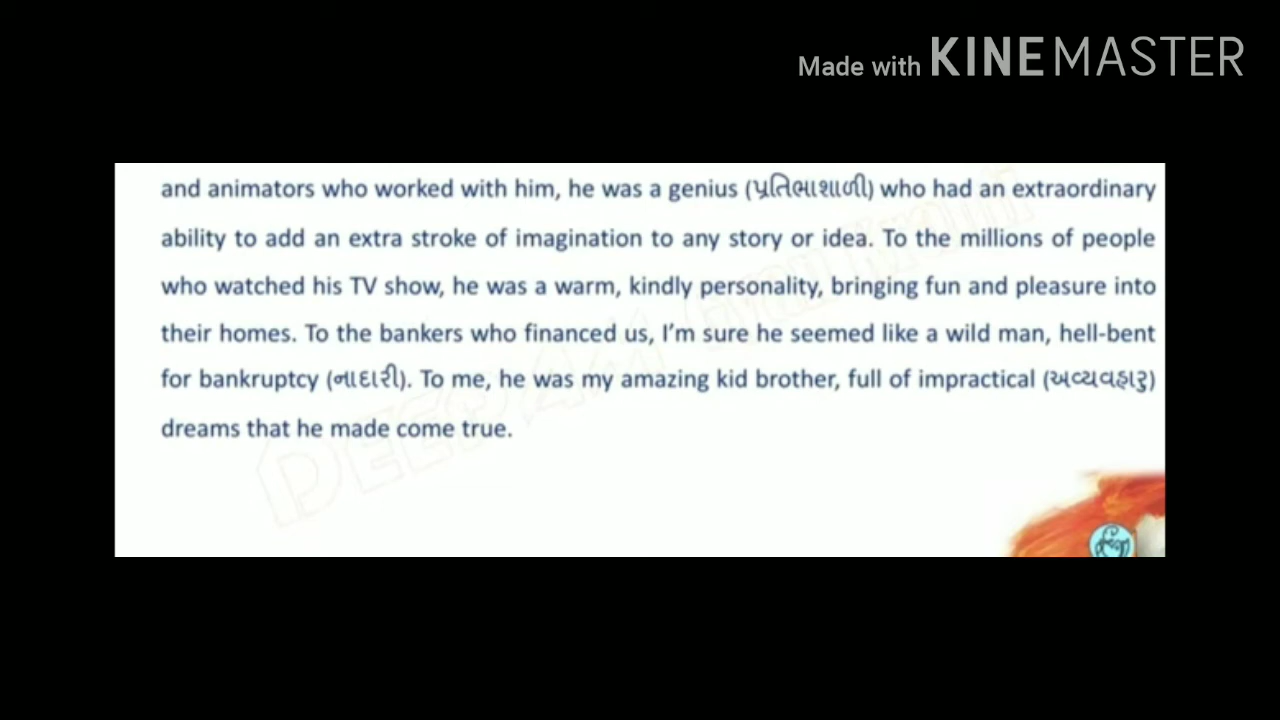 Made with KINEMASTER
and animators who worked with him, he was a genius (પ્રતિભાશાળી) who had an extraordinary
ability to add an extra stroke of imagination to any story or idea. To the millions of people
who watched his TV show, he was a warm, kindly personality, bringing fun and pleasure into
their homes. To the bankers who financed us, I'm sure he seemed like a wild man, hell-bent
for bankruptcy (નાદારી). To me, he was my amazing kid brother, full of impractical (અવ્યવહારુ)
dreams that he made come true.